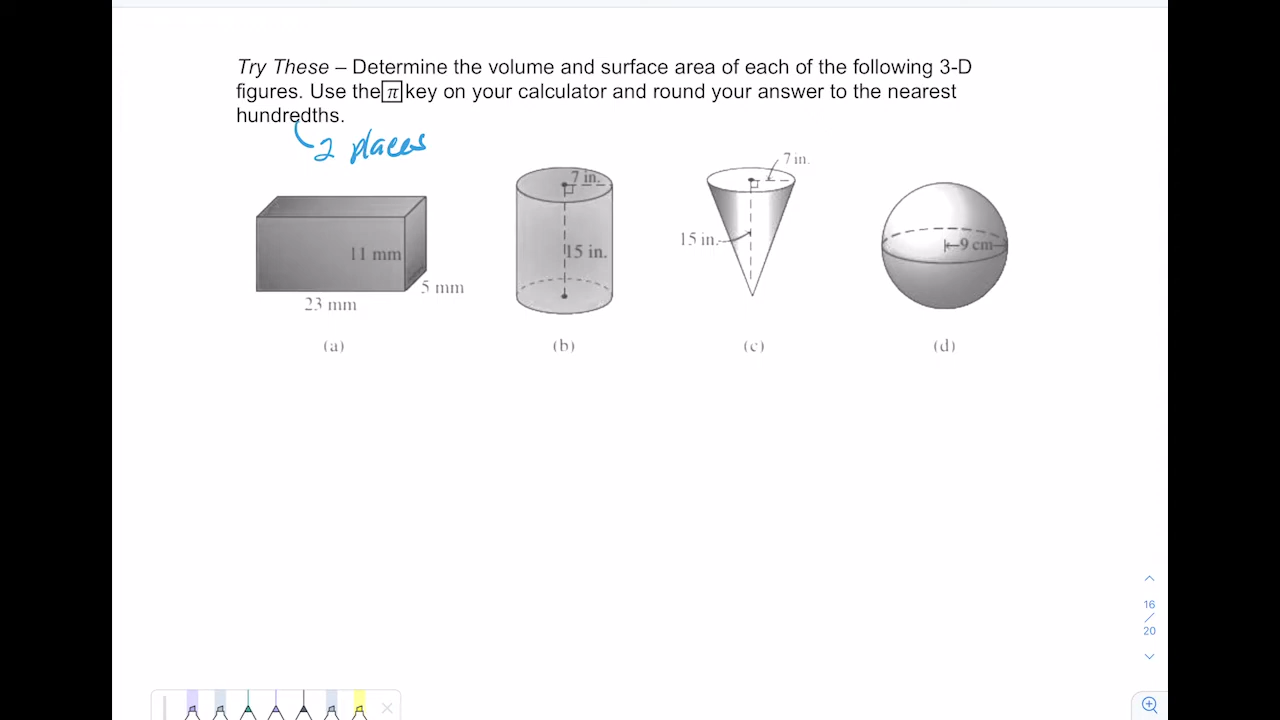 Try These – Determine the volume and surface area of each of the following 3-D
figures. Use the π key on your calculator and round your answer to the nearest
hundredths.
2 places
7 in.
7 in.
11 mm
15 in.
15 in.
9 cm
5 mm
23 mm
(a)
(b)
(c)
(d)
16
/
20